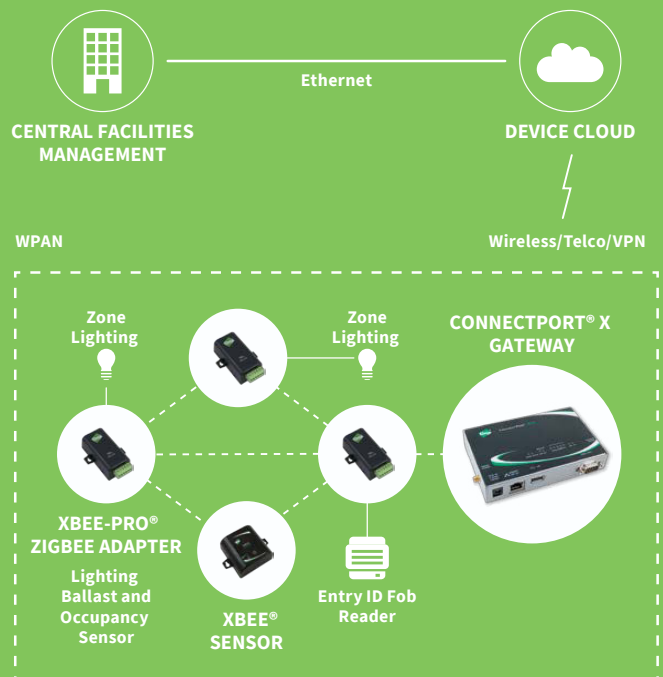 Ethernet
CENTRAL FACILITIES
MANAGEMENT
DEVICE CLOUD
WPAN
Wireless/Telco/VPN
Zone
Lighting
Zone
Lighting
CONNECTPORT® X
GATEWAY
XBEE-PRO®
ZIGBEE ADAPTER
Lighting
Ballast and
Occupancy
Sensor
XBEE®
SENSOR
Entry ID Fob
Reader